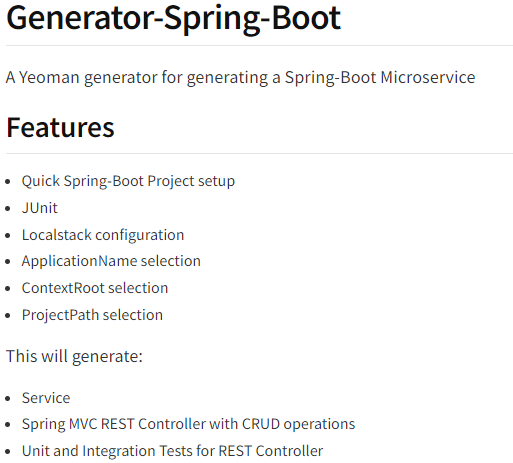 Generator-Spring-Boot
A Yeoman generator for generating a Spring-Boot Microservice
Features
Quick Spring-Boot Project setup
JUnit
Localstack configuration
ApplicationName selection
ContextRoot selection
ProjectPath selection
This will generate:
Service
Spring MVC REST Controller with CRUD operations
Unit and Integration Tests for REST Controller